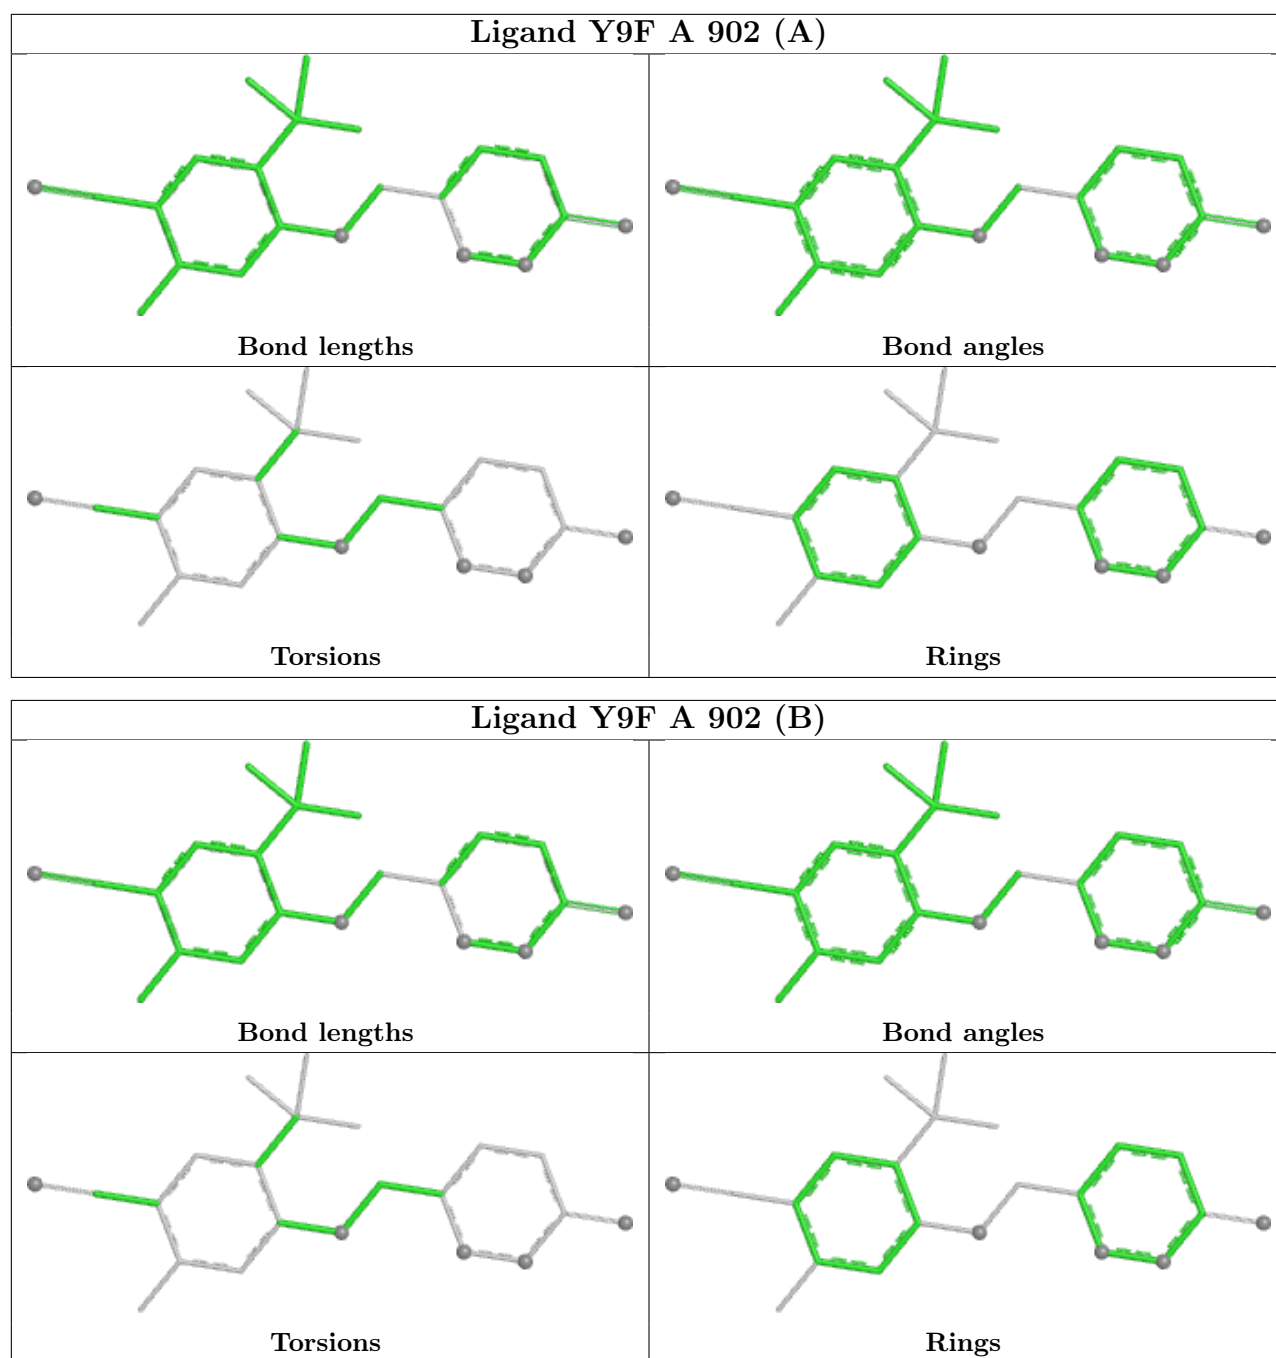 Ligand Y9F A 902 (A)
Bond lengths
Bond angles
Torsions
Rings
Ligand Y9F A 902 (B)
Bond lengths
Bond angles
Torsions
Rings